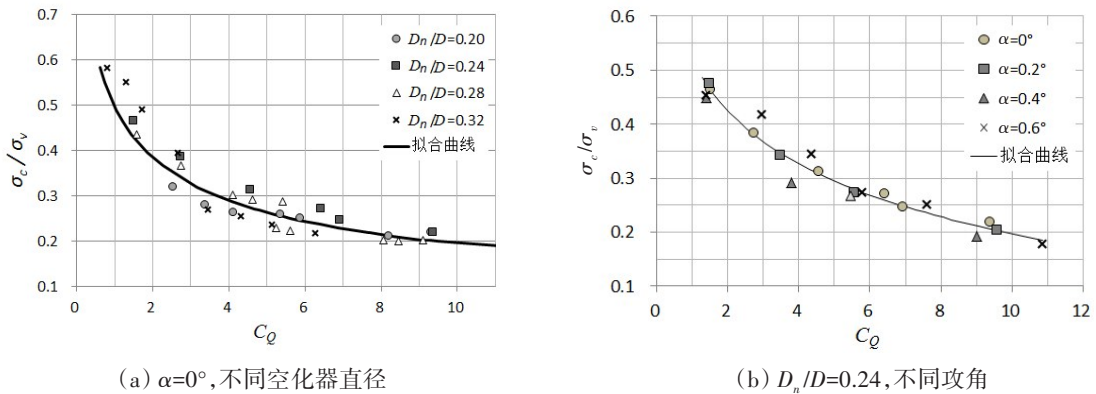 0.7
0.6
0.5
0.4
0.3
0.2
0.1
σc / σv
0
2
4
6
8
10
CQ
Dn /D=0.20
Dn /D=0.24
Dn /D=0.28
Dn /D=0.32
拟合曲线
(a) α=0°,不同空化器直径
0.6
0.5
0.4
0.3
0.2
0.1
σc /σv
0
2
4
6
8
10
12
CQ
α=0°
α=0.2°
α=0.4°
α=0.6°
拟合曲线
(b) Dn /D=0.24,不同攻角